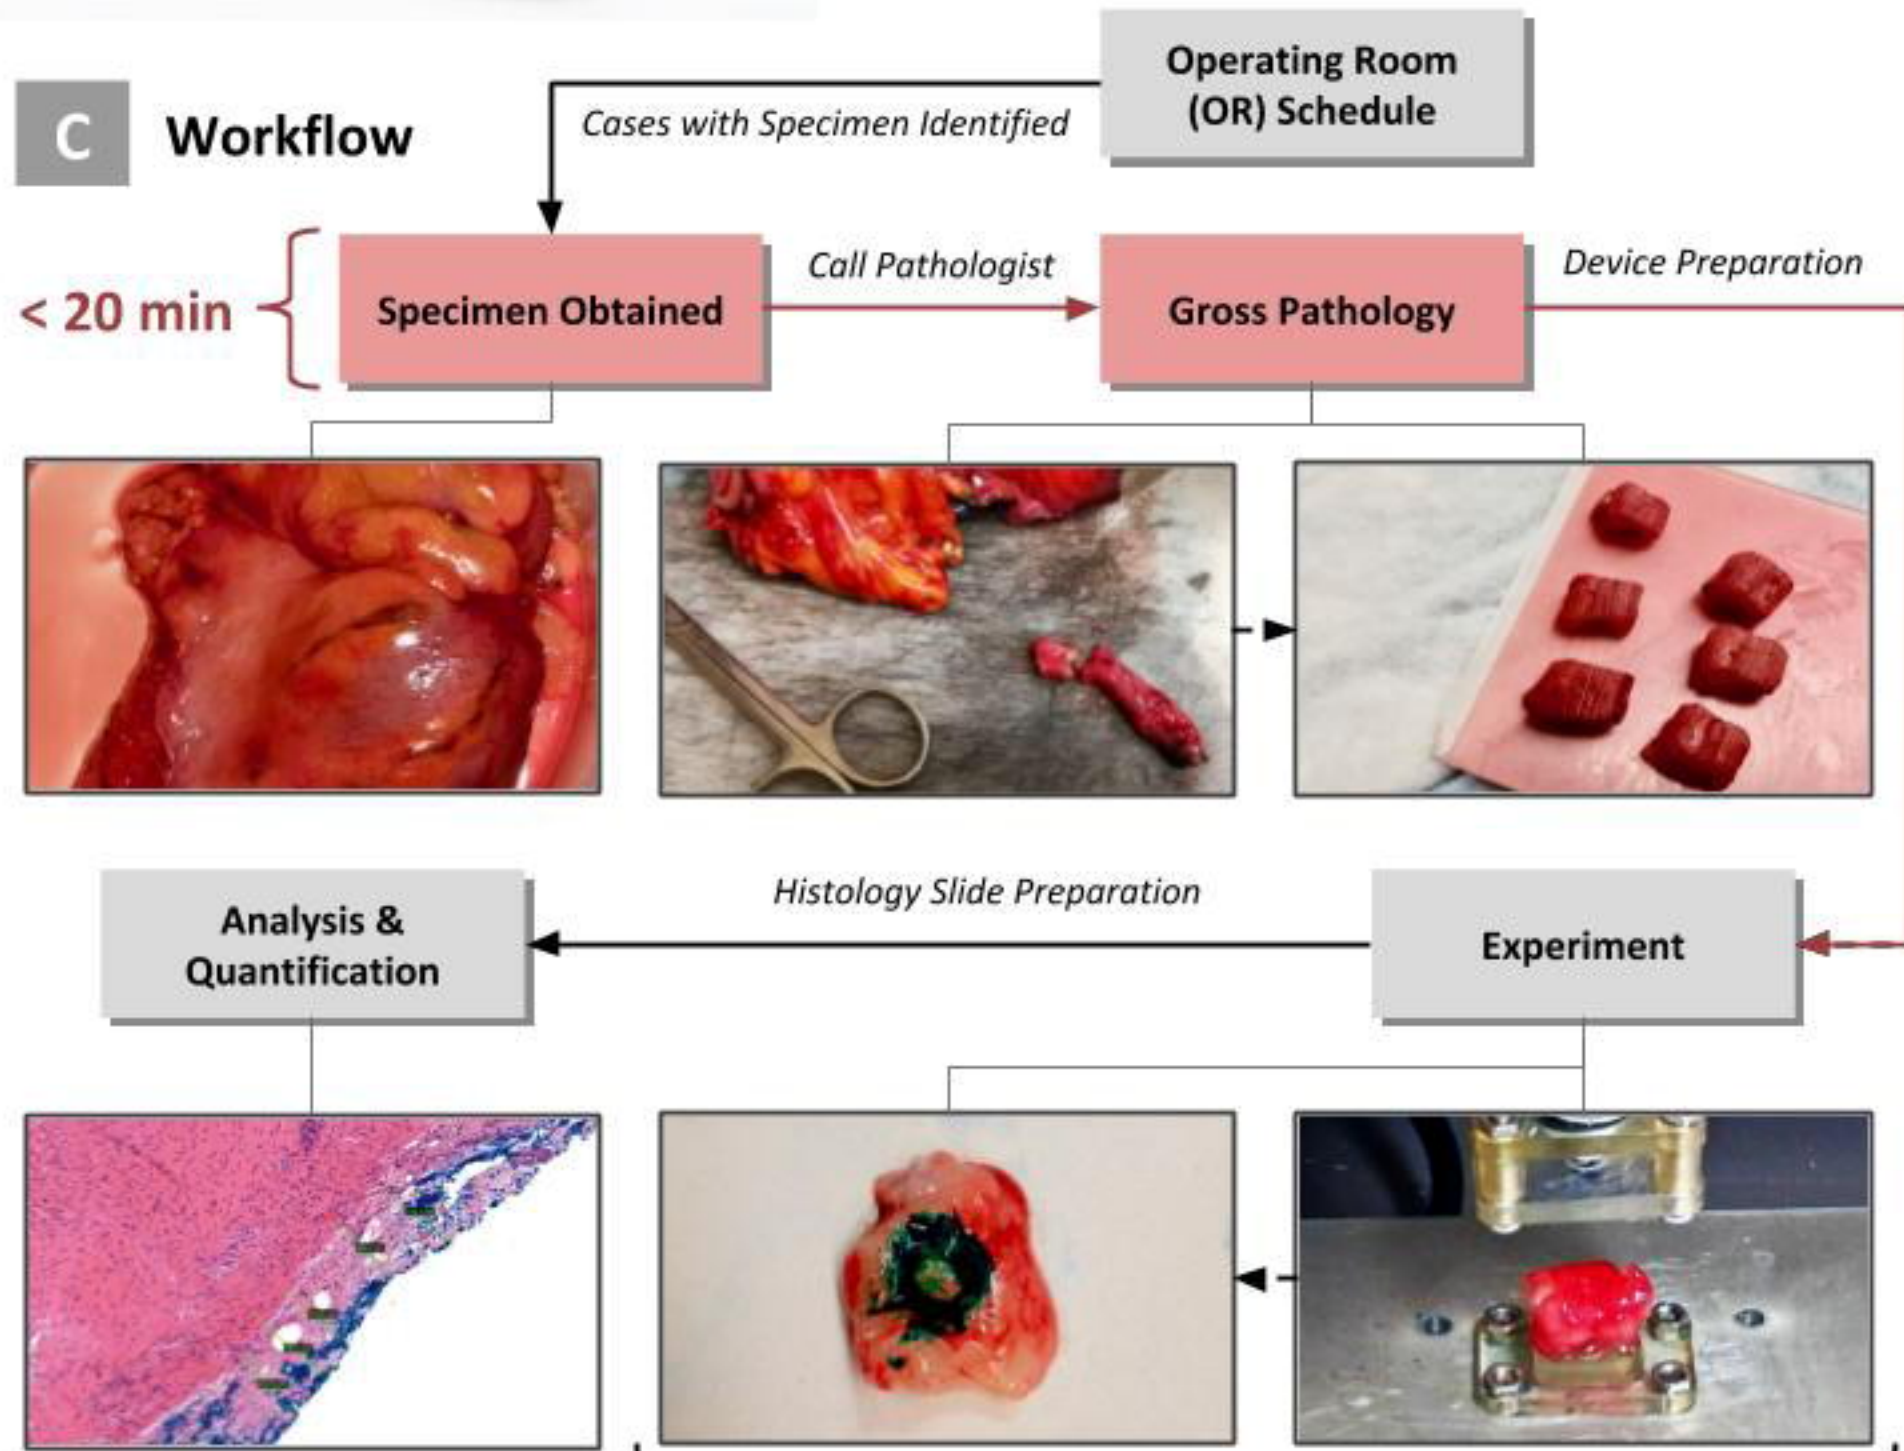 C
Workflow
Operating Room
(OR) Schedule
Cases with Specimen Identified
< 20 min
Specimen Obtained
Call Pathologist
Gross Pathology
Device Preparation
Analysis &
Quantification
Histology Slide Preparation
Experiment